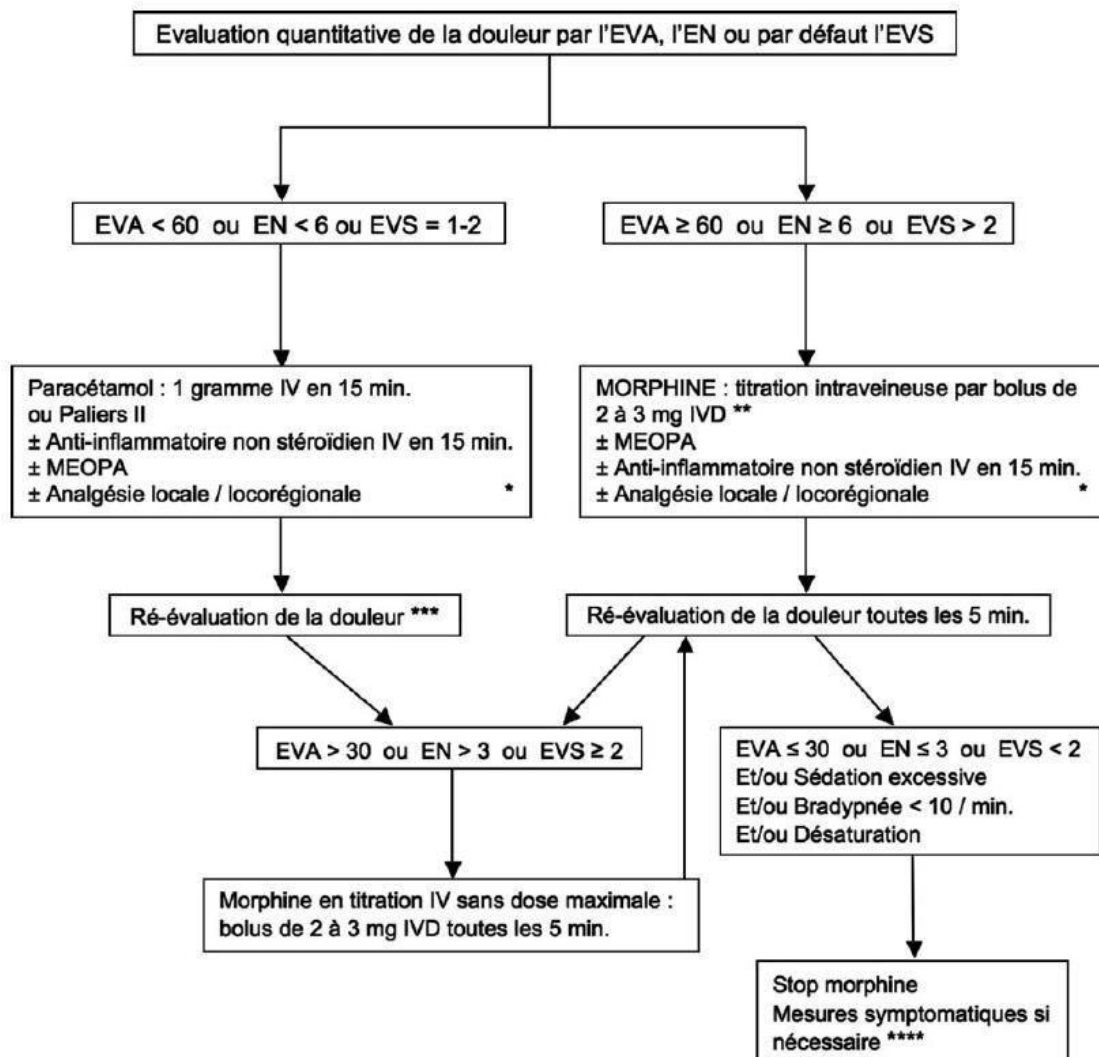 Evaluation quantitative de la douleur par l'EVA, l'EN ou par défaut l'EVS
EVA < 60 ou EN < 6 ou EVS = 1-2
EVA ≥ 60 ou EN ≥ 6 ou EVS > 2
Paracétamol : 1 gramme IV en 15 min.
ou Paliers II
± Anti-inflammatoire non stéroïdien IV en 15 min.
± MEOPA
± Analgésie locale / locorégionale *
MORPHINE : titration intraveineuse par bolus de
2 à 3 mg IVD **
± MEOPA
± Anti-inflammatoire non stéroïdien IV en 15 min.
± Analgésie locale / locorégionale *
Ré-évaluation de la douleur ***
Ré-évaluation de la douleur toutes les 5 min.
EVA > 30 ou EN > 3 ou EVS ≥ 2
EVA ≤ 30 ou EN ≤ 3 ou EVS < 2
Et/ou Sédation excessive
Et/ou Bradypnée < 10 / min.
Et/ou Désaturation
Morphine en titration IV sans dose maximale :
bolus de 2 à 3 mg IVD toutes les 5 min.
Stop morphine
Mesures symptomatiques si
nécessaire ****